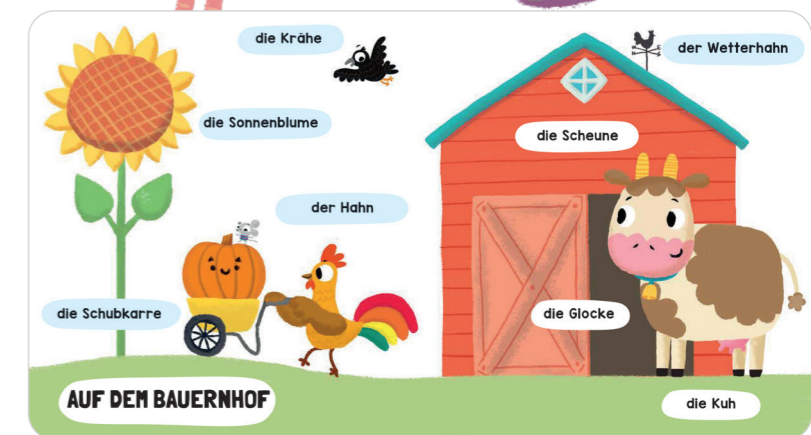 die Krähe
der Wetterhahn
die Sonnenblume
die Scheune
der Hahn
die Schubkarre
die Glocke
AUF DEM BAUERNHOF
die Kuh